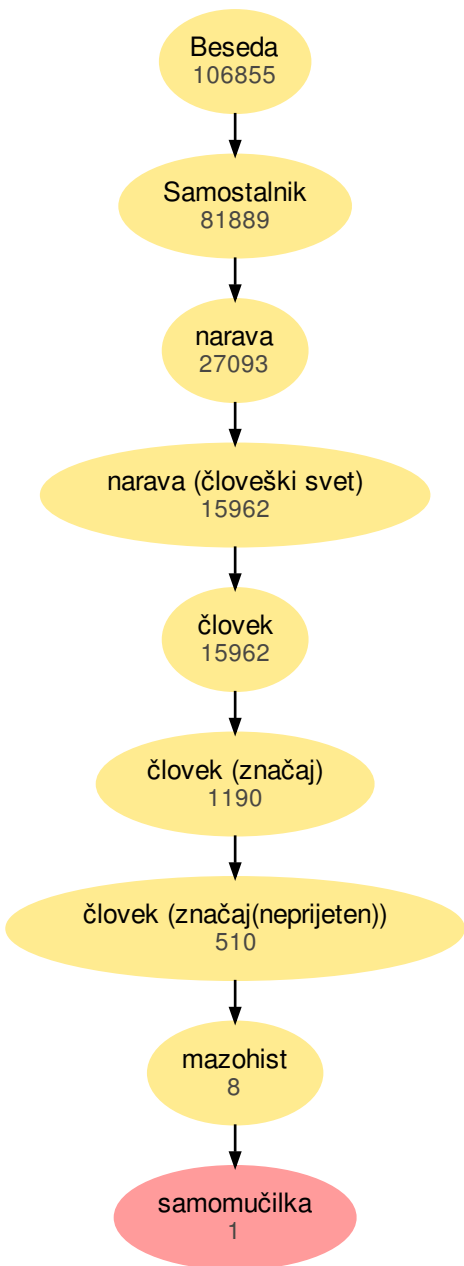 Beseda
106855
Samostalnik
81889
narava
27093
narava (človeški svet)
15962
človek
15962
človek (značaj)
1190
človek (značaj(neprijeten))
510
mazohist
8
samomučilka
1